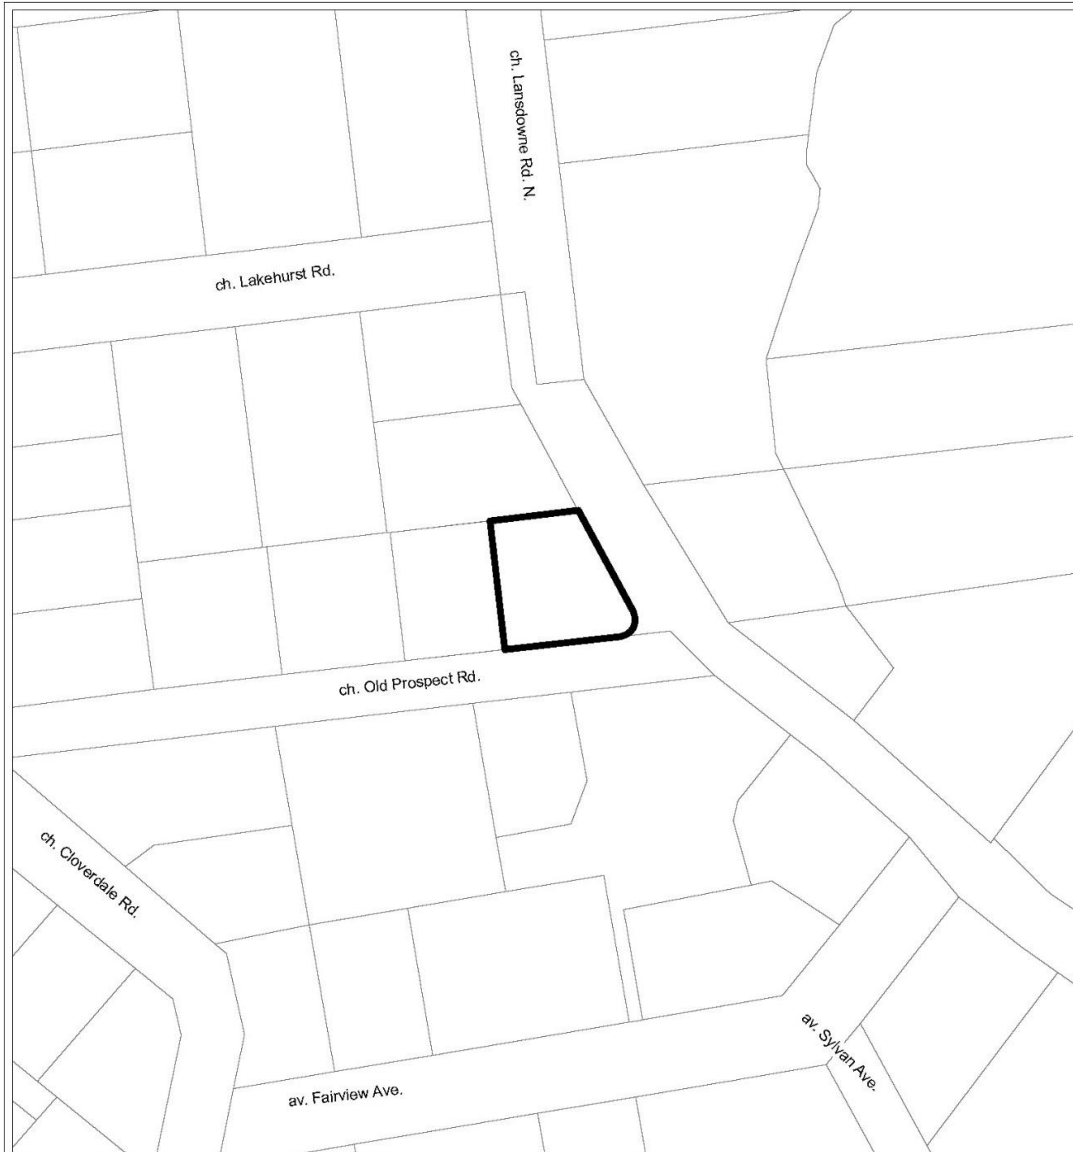 ch. Lansdowne Rd. N.
ch. Lakehurst Rd.
ch. Old Prospect Rd.
ch. Cloverdale Rd.
av. Sylvan Ave.
av. Fairview Ave.